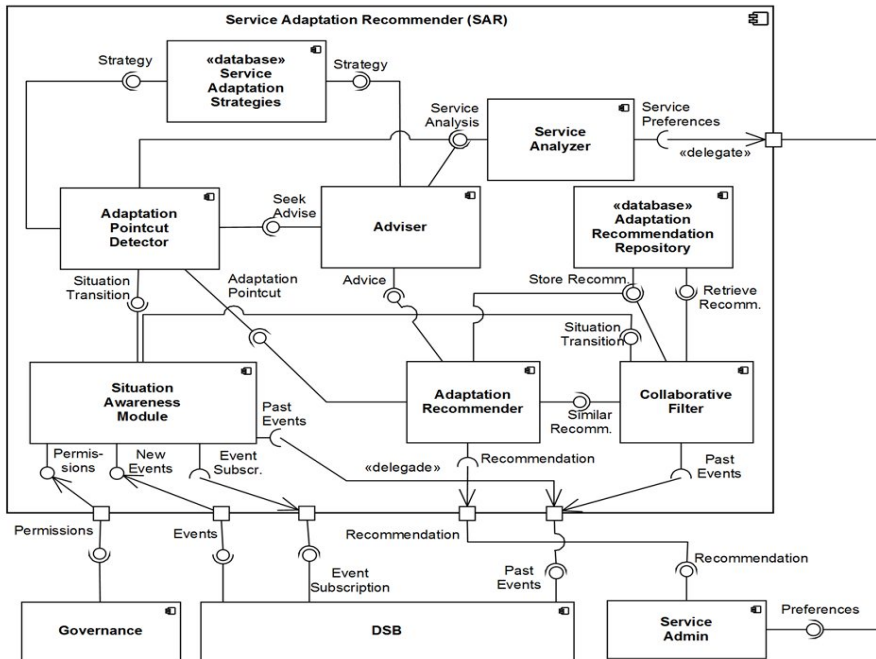 Service Adaptation Recommender (SAR)
Strategy
«database»
Service
Adaptation
Strategies
Strategy
Service
Analysis
Service
Analyzer
Service
Preferences
«delegate»
Adaptation
Pointcut
Detector
Seek
Advise
Adviser
«database»
Adaptation
Recommendation
Repository
Situation
Transition
Adaptation
Pointcut
Advice
Store Recomm.
Retrieve
Recomm.
Situation
Transition
Situation
Awareness
Module
Past
Events
Adaptation
Recommender
Similar
Recomm.
Collaborative
Filter
Permis-
sions
New
Events
Event
Subscr.
«delegade»
Recommendation
Past
Events
Permissions
Events
Event
Subscription
Recommendation
Past
Events
Recommendation
Governance
DSB
Service
Admin
Preferences